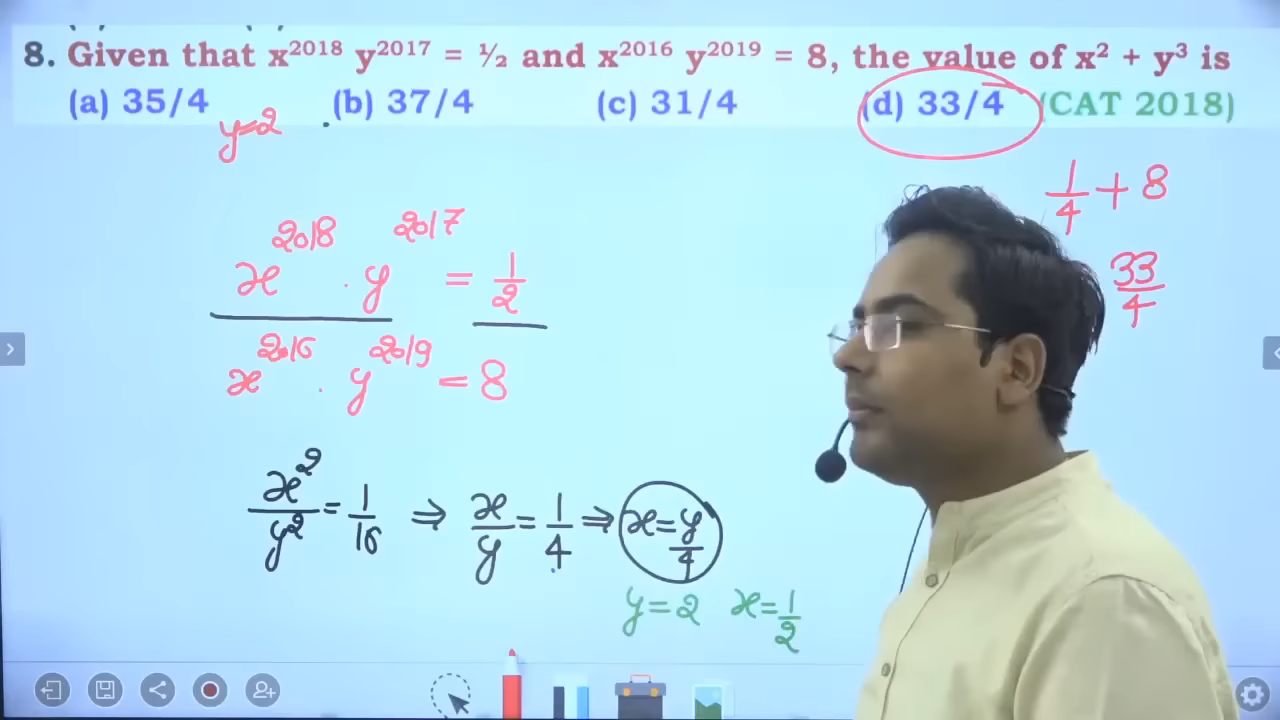 8. Given that x²⁰¹⁸ y²⁰¹⁷ = ½ and x²⁰¹⁶ y²⁰¹⁹ = 8, the value of x² + y³ is
(a) 35/4 (b) 37/4 (c) 31/4 (d) 33/4 (CAT 2018)
y=2
1/4 + 8
33/4
x²⁰¹⁸ . y²⁰¹⁷ = 1/2
x²⁰¹⁶ . y²⁰¹⁹ = 8
x²/y² = 1/16 ⇒ x/y = 1/4 ⇒ x = y/4
y = 2 x = 1/2